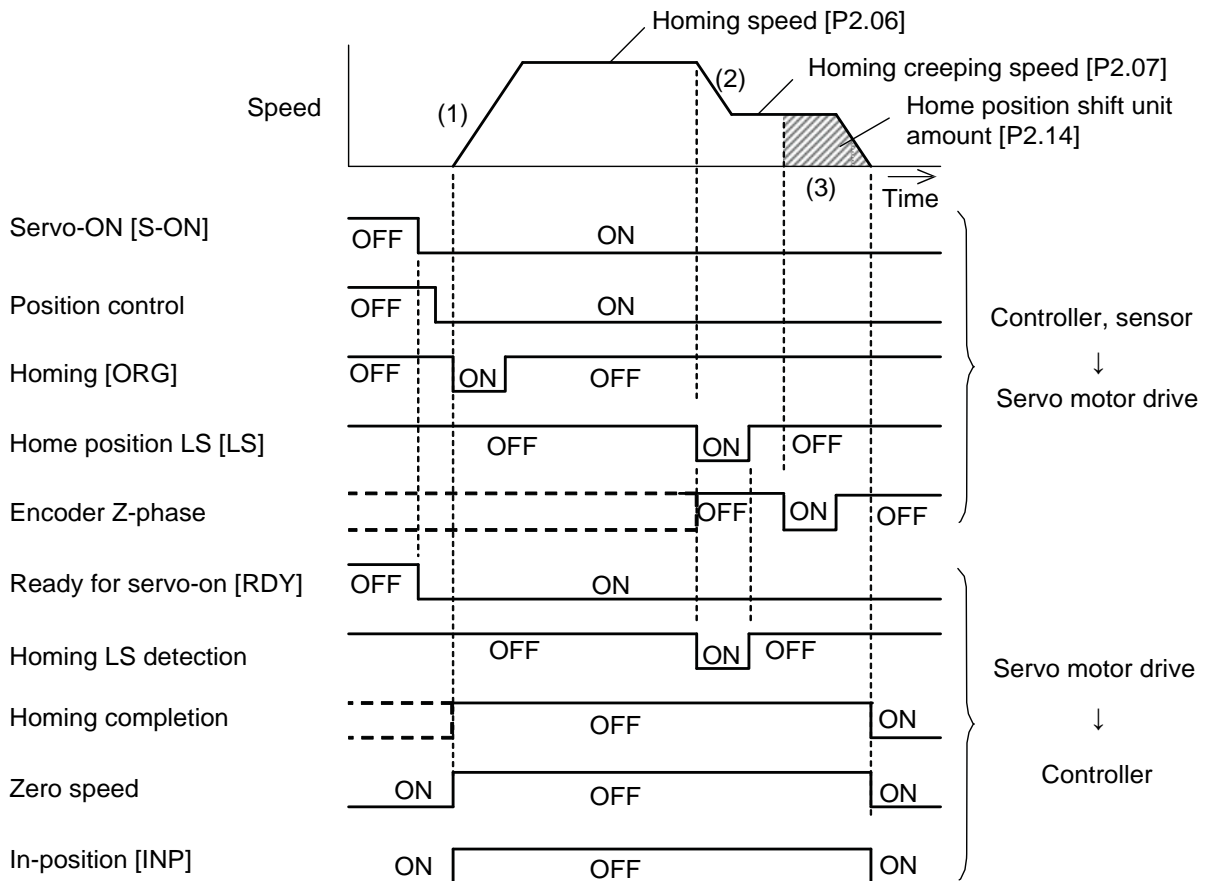 Homing speed [P2.06]
(2)
Homing creeping speed [P2.07]
Speed
(1)
Home position shift unit
amount [P2.14]
(3)
Time
Servo-ON [S-ON]
OFF
ON
Position control
OFF
ON
Controller, sensor
↓
Servo motor drive
Homing [ORG]
OFF
ON
OFF
Home position LS [LS]
OFF
ON
OFF
Encoder Z-phase
OFF
ON
OFF
Ready for servo-on [RDY]
OFF
ON
Homing LS detection
OFF
ON
OFF
Servo motor drive
↓
Controller
Homing completion
OFF
ON
Zero speed
ON
OFF
ON
In-position [INP]
ON
OFF
ON